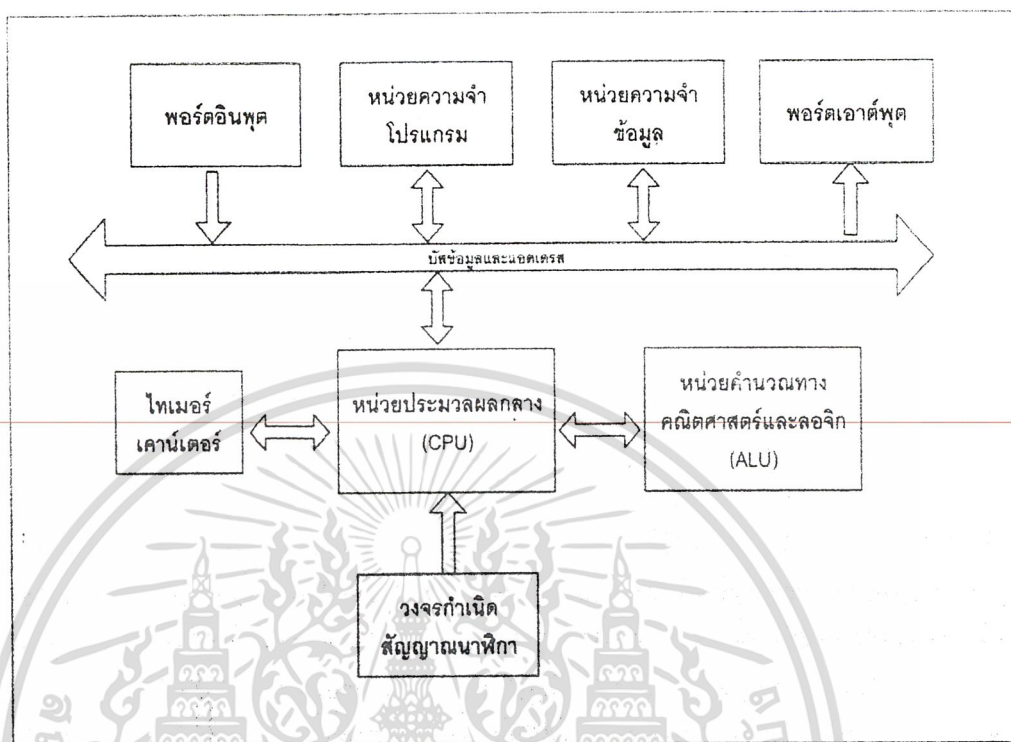 พอร์ตอินพุต
หน่วยความจำ
โปรแกรม
หน่วยความจำ
ข้อมูล
พอร์ตเอาต์พุต
บัสข้อมูลและแอดเดรส
ไทเมอร์
เคาน์เตอร์
หน่วยประมวลผลกลาง
(CPU)
หน่วยคำนวณทาง
คณิตศาสตร์และลอจิก
(ALU)
วงจรกำเนิด
สัญญาณนาฬิกา